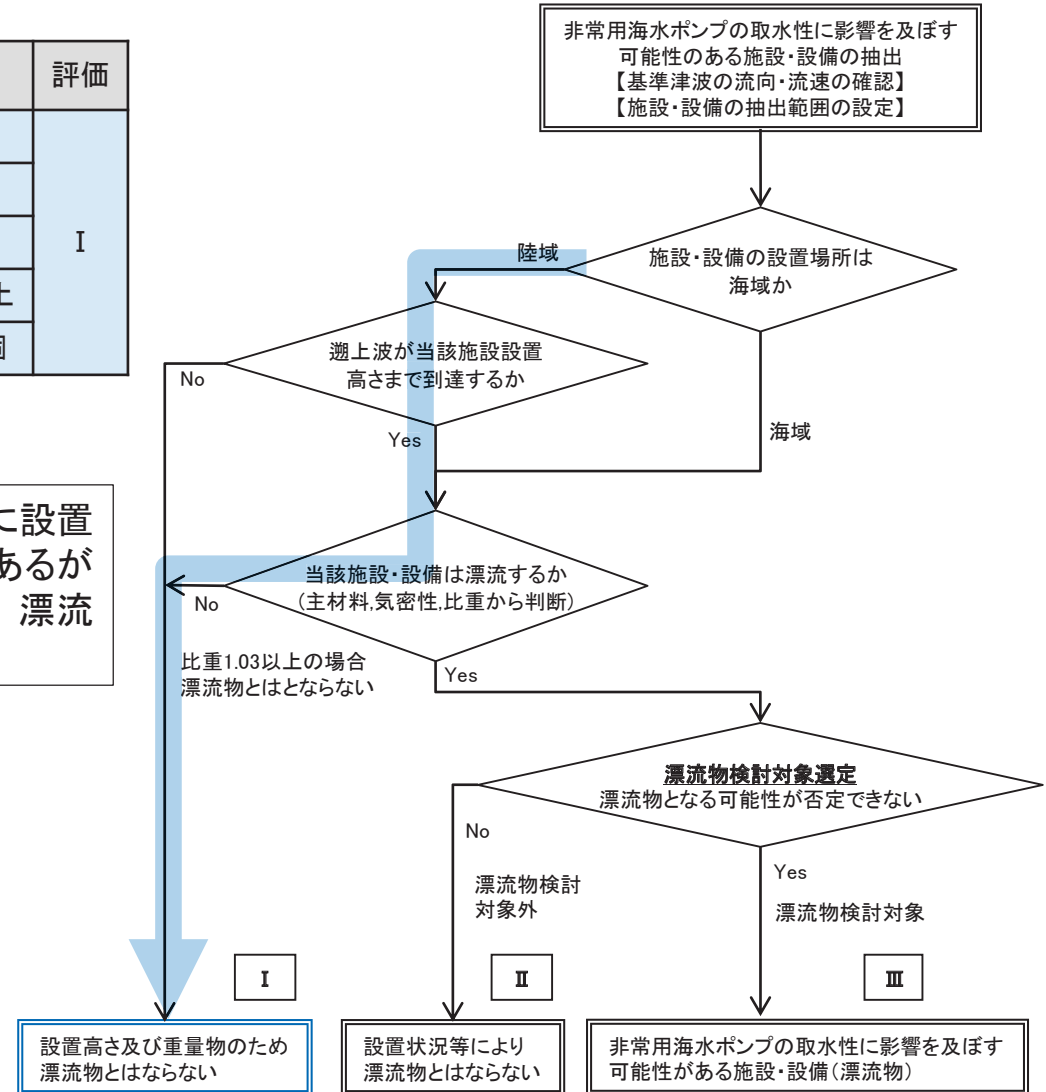 評価
Ⅰ
に設置
あるが
漂流
非常用海水ポンプの取水性に影響を及ぼす
可能性のある施設・設備の抽出
【基準津波の流向・流速の確認】
【施設・設備の抽出範囲の設定】
施設・設備の設置場所は
海域か
陸域
海域
遡上波が当該施設設置
高さまで到達するか
No
Yes
当該施設・設備は漂流するか
(主材料,気密性,比重から判断)
No
比重1.03以上の場合
漂流物とはとならない
Yes
漂流物検討対象選定
漂流物となる可能性が否定できない
No
漂流物検討
対象外
Yes
漂流物検討対象
Ⅰ
Ⅱ
Ⅲ
設置高さ及び重量物のため
漂流物とはならない
設置状況等により
漂流物とはならない
非常用海水ポンプの取水性に影響を及ぼす
可能性がある施設・設備(漂流物)